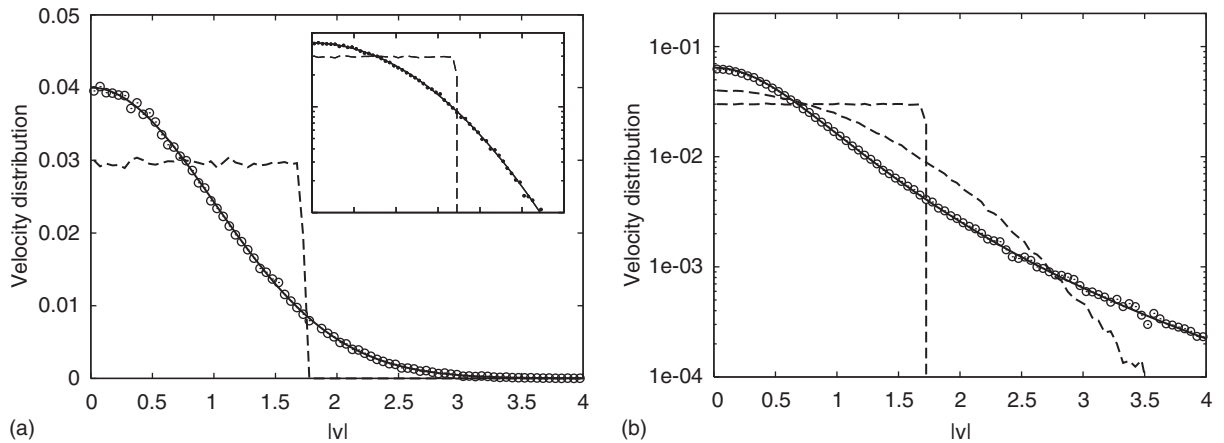 0.05
0.04
0.03
0.02
0.01
0
Velocity distribution
0 0.5 1 1.5 2 2.5 3 3.5 4
(a) |v|
1e-01
1e-02
1e-03
1e-04
Velocity distribution
0 0.5 1 1.5 2 2.5 3 3.5 4
(b) |v|